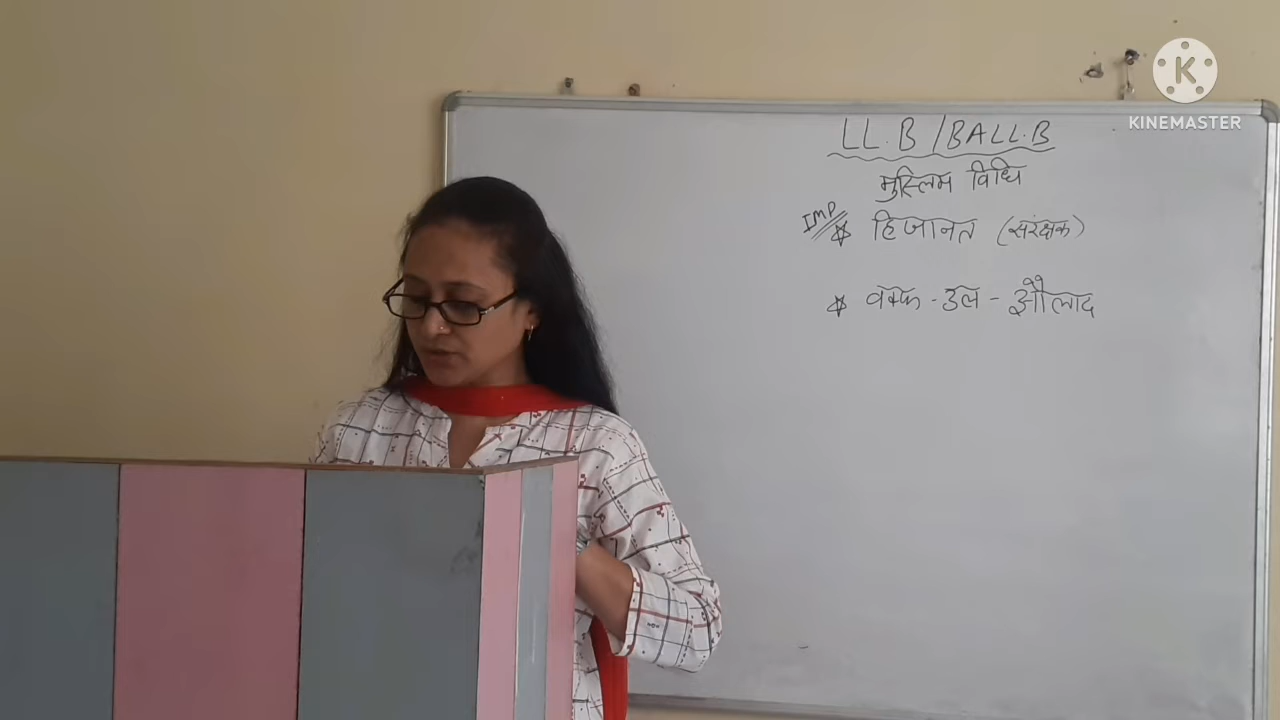 LL.B / BALL.B
मुस्लिम विधि
IMP हिजानत (संरक्षक)
वक्फ - उल - औलाद
K
KINEMASTER